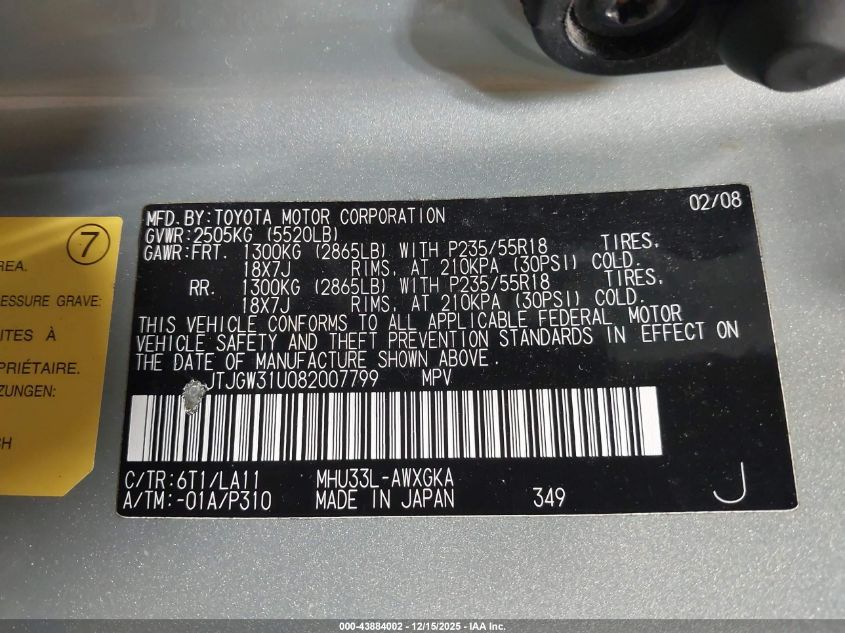 7
REA.
ESSURE GRAVE:
ITES À
PRIÉTAIRE.
ZUNGEN:
CH
MFD. BY: TOYOTA MOTOR CORPORATION 02/08
GVWR: 2505KG (5520LB)
GAWR: FRT. 1300KG (2865LB) WITH P235/55R18 TIRES,
18X7J RIMS, AT 210KPA (30PSI) COLD.
RR. 1300KG (2865LB) WITH P235/55R18 TIRES,
18X7J RIMS, AT 210KPA (30PSI) COLD.
THIS VEHICLE CONFORMS TO ALL APPLICABLE FEDERAL MOTOR
VEHICLE SAFETY AND THEFT PREVENTION STANDARDS IN EFFECT ON
THE DATE OF MANUFACTURE SHOWN ABOVE.
JTJGW31U082007799 MPV
C/TR: 6T1/LA11 MHU33L-AWXGKA
A/TM: -01A/P310 MADE IN JAPAN 349 J
000-43884002 - 12/15/2025 - IAA Inc.